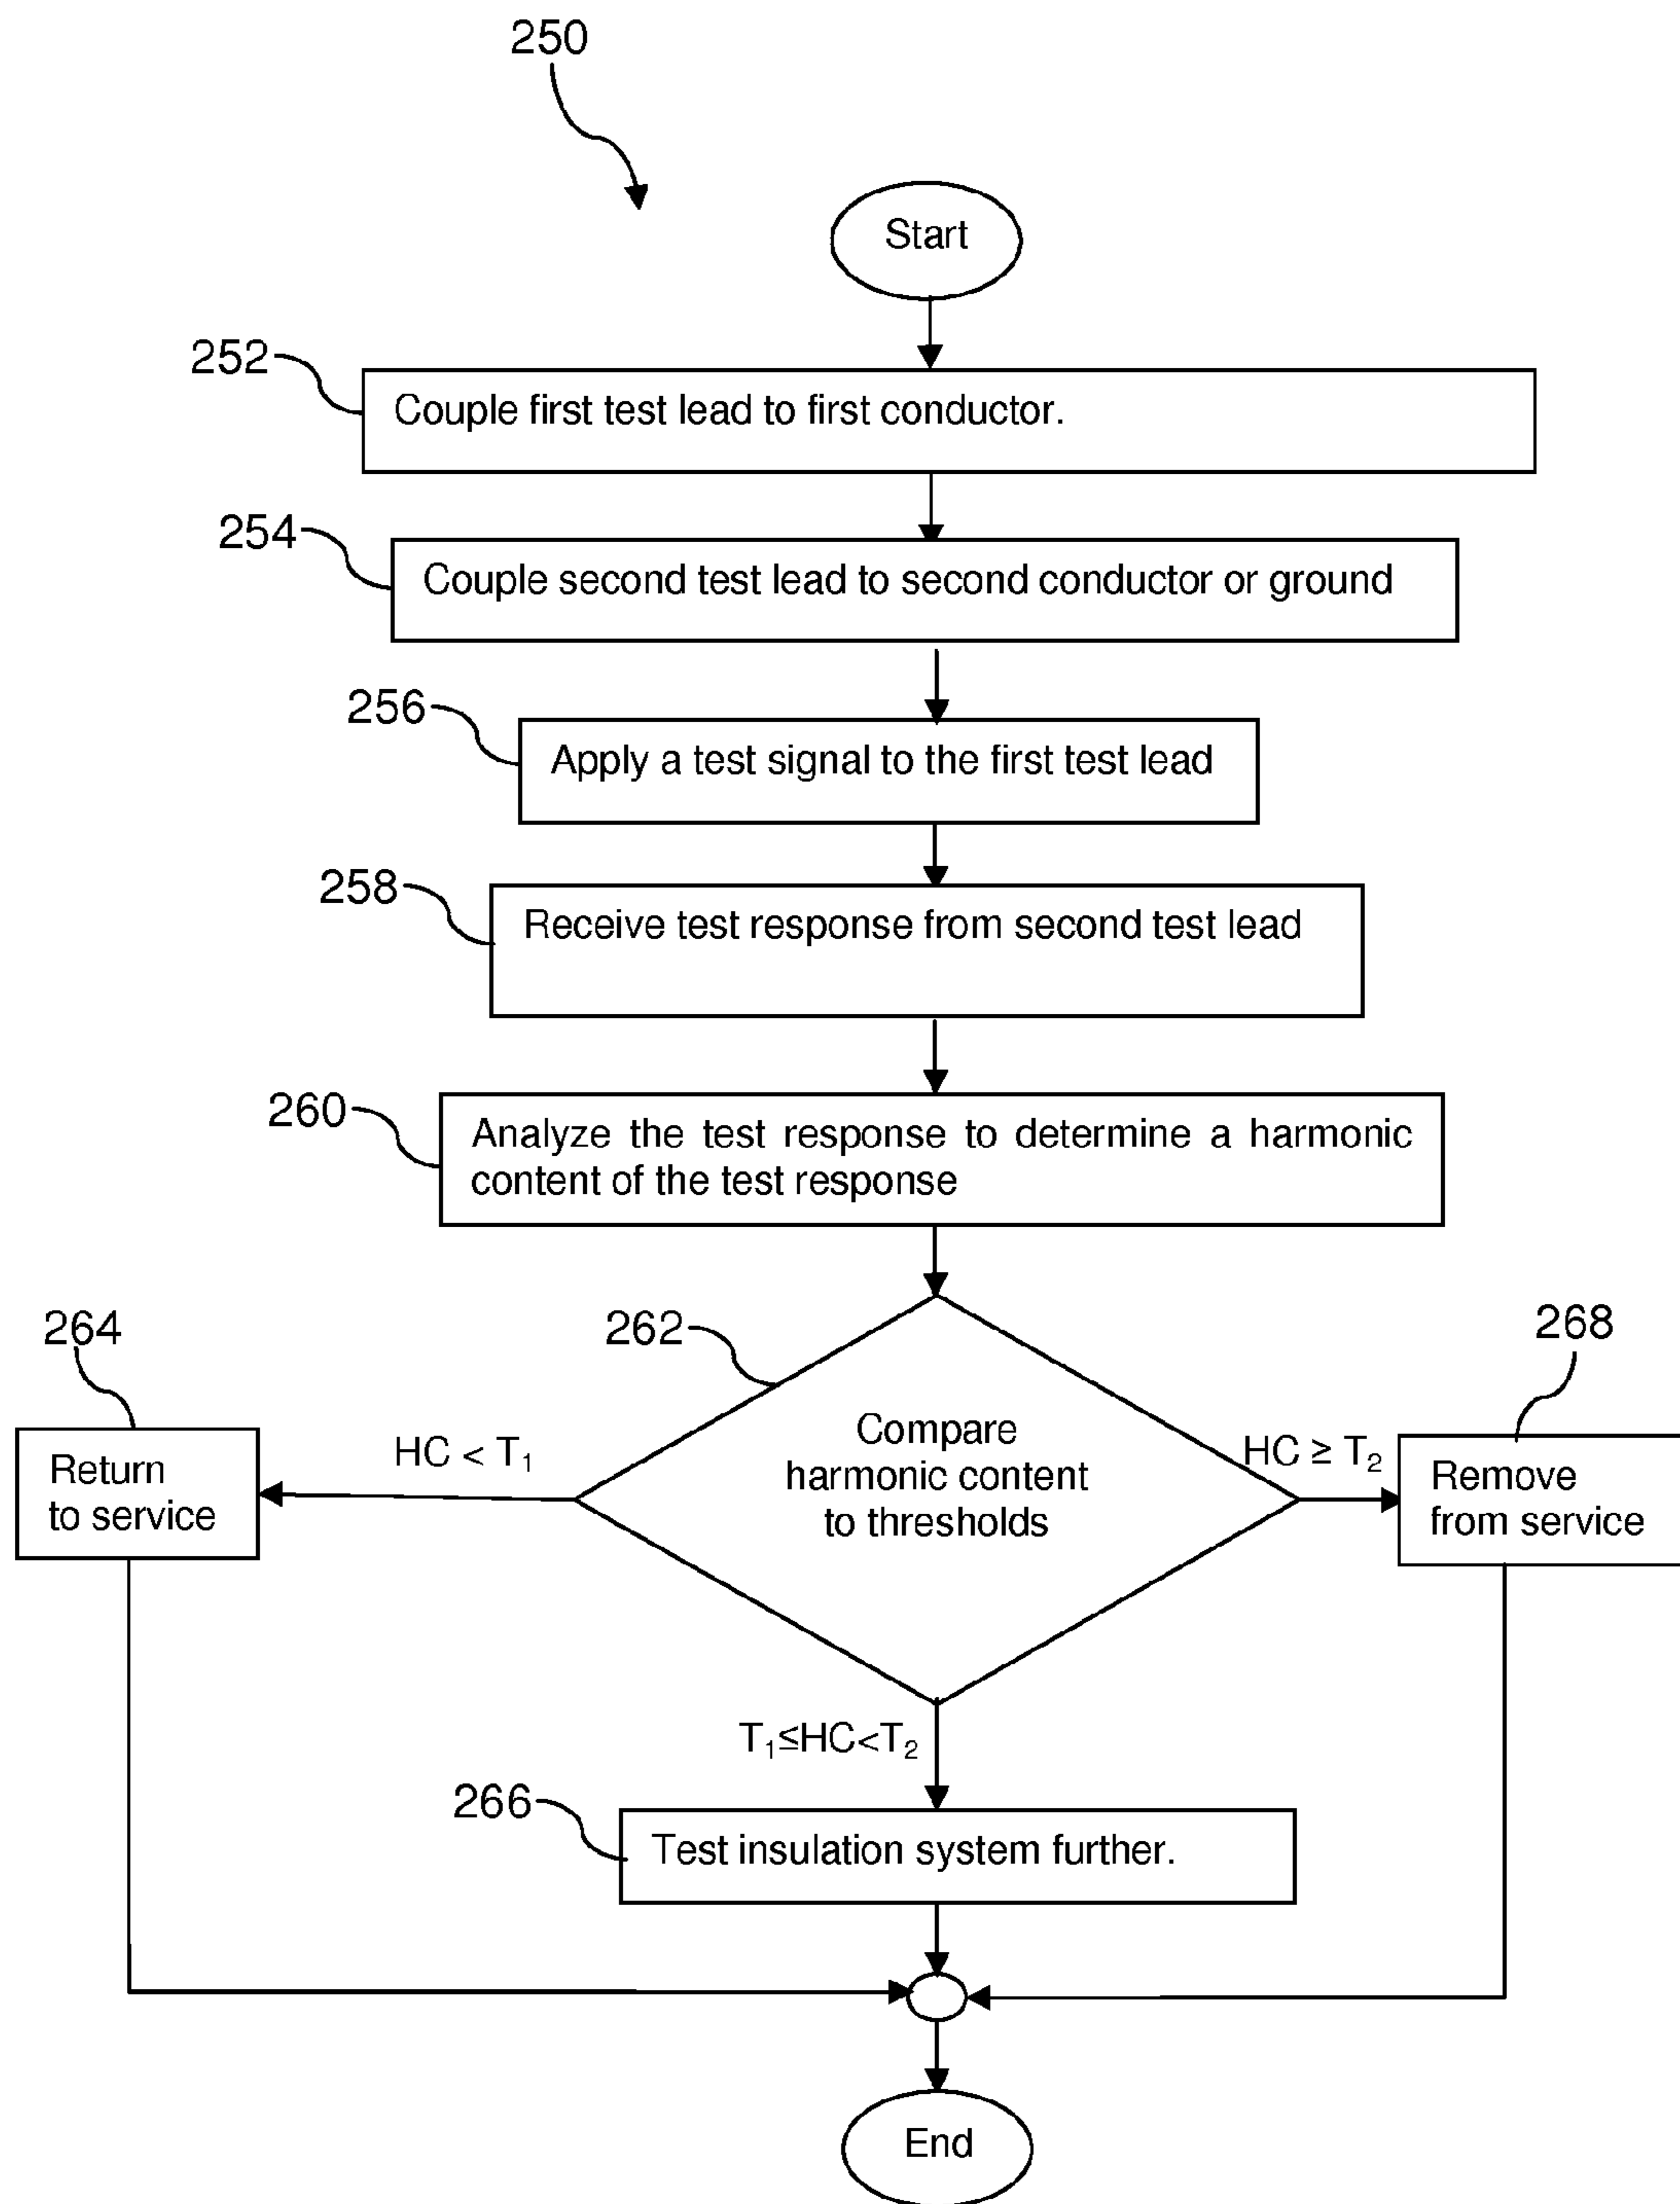 250
Start
252
Couple first test lead to first conductor.
254
Couple second test lead to second conductor or ground
256
Apply a test signal to the first test lead
258
Receive test response from second test lead
260
Analyze the test response to determine a harmonic
content of the test response
264
262
268
Compare
harmonic content
to thresholds
HC < T₁
HC ≥ T₂
Return
to service
Remove
from service
T₁≤HC<T₂
266
Test insulation system further.
End